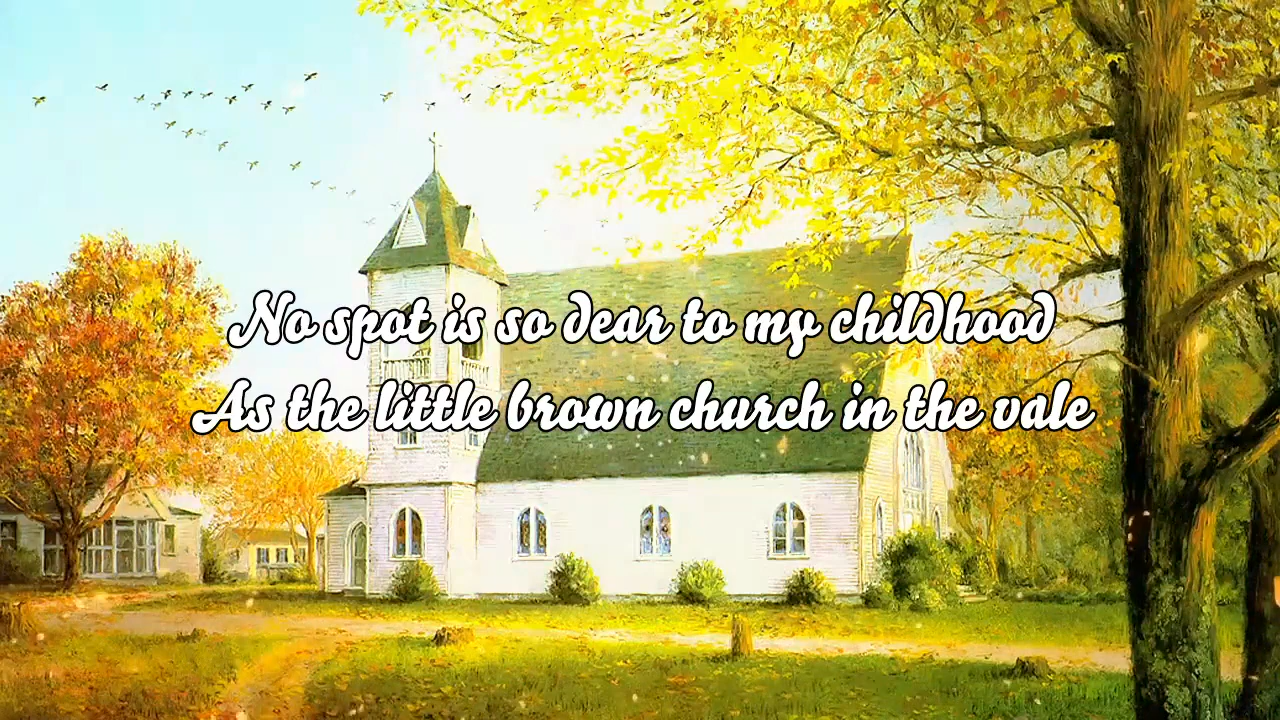 No spot is so dear to my childhood
As the little brown church in the vale